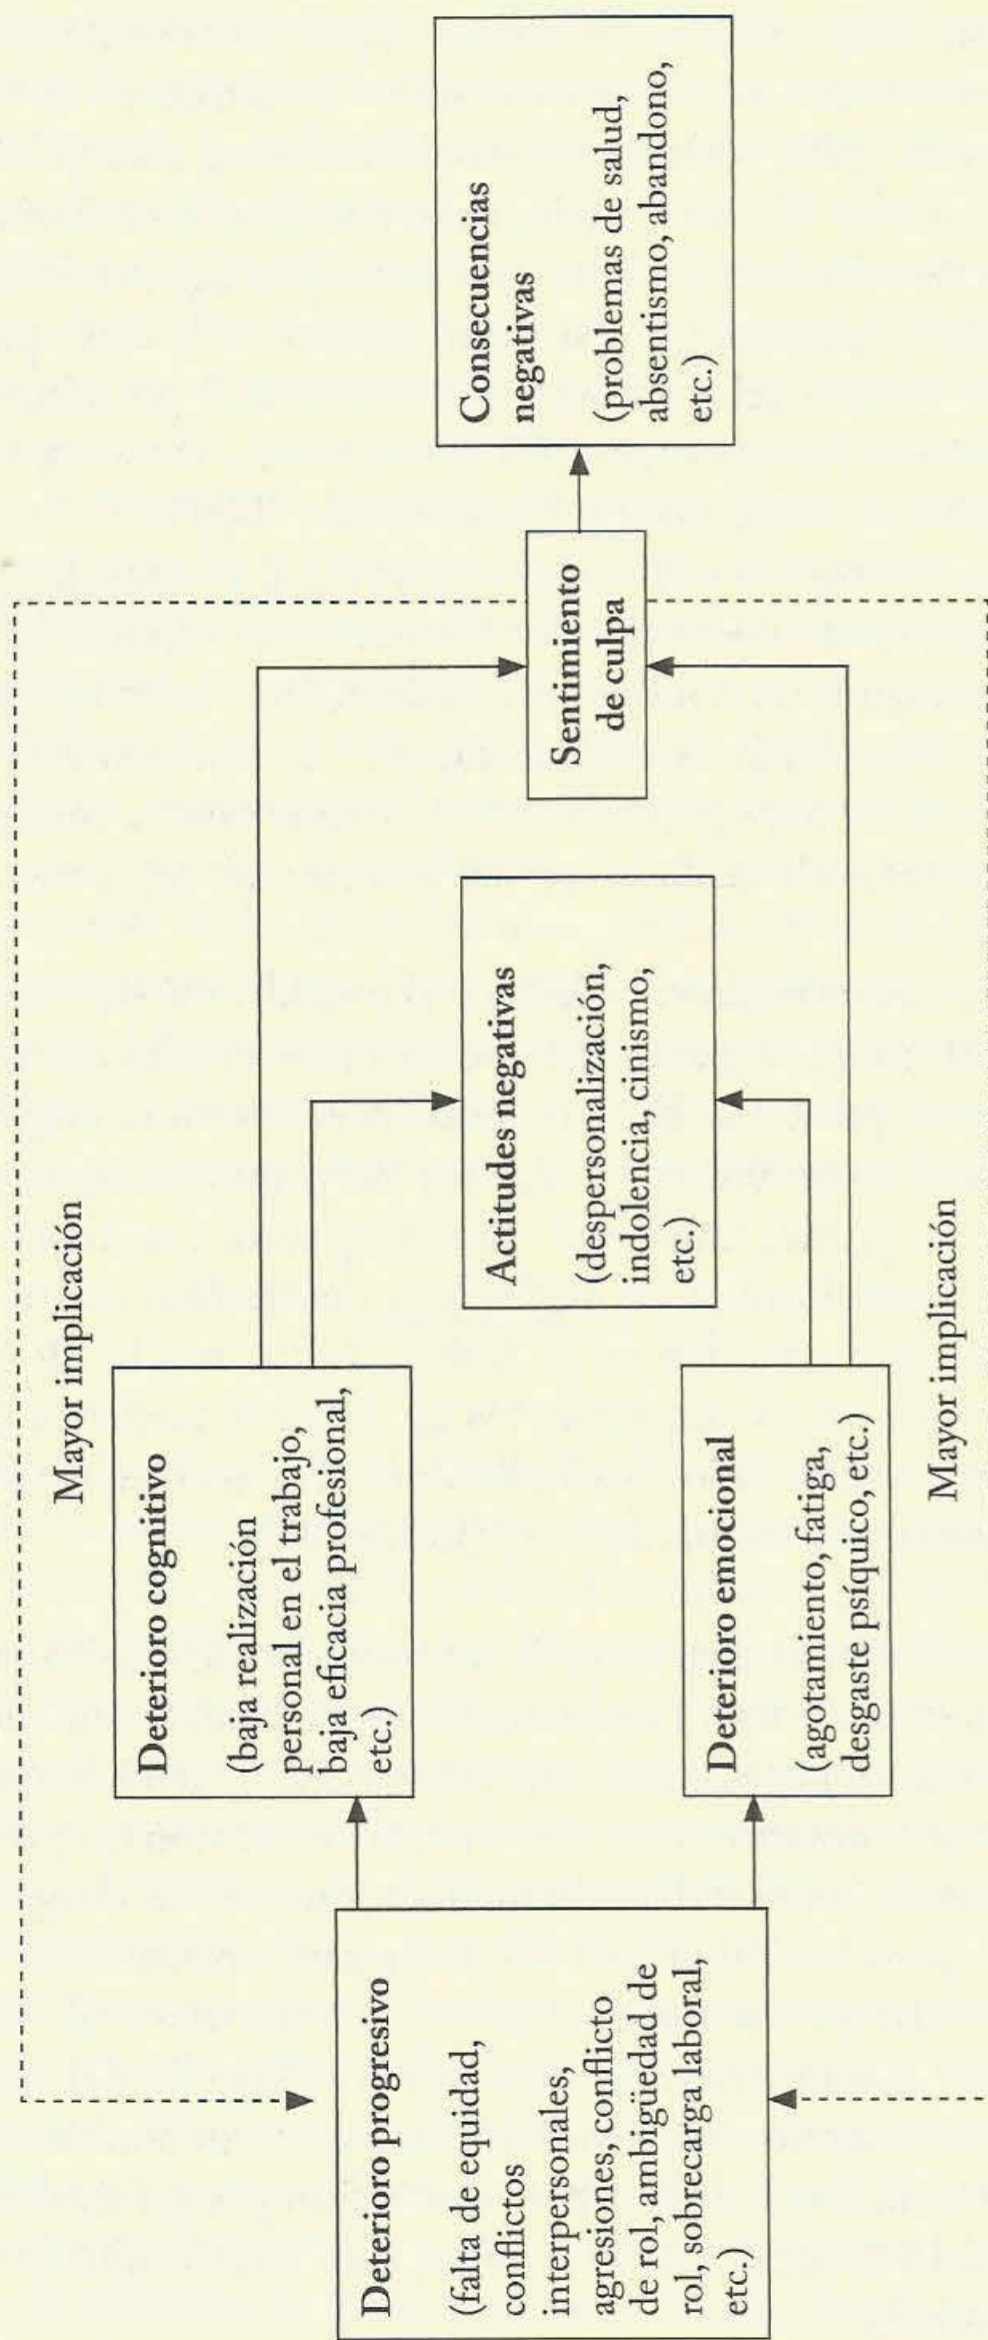 Mayor implicación
Deterioro progresivo
(falta de equidad,
conflictos
interpersonales,
agresiones, conflicto
de rol, ambigüedad de
rol, sobrecarga laboral,
etc.)
Deterioro cognitivo
(baja realización
personal en el trabajo,
baja eficacia profesional,
etc.)
Deterioro emocional
(agotamiento, fatiga,
desgaste psíquico, etc.)
Actitudes negativas
(despersonalización,
indolencia, cinismo,
etc.)
Sentimiento
de culpa
Consecuencias
negativas
(problemas de salud,
absentismo, abandono,
etc.)
Mayor implicación